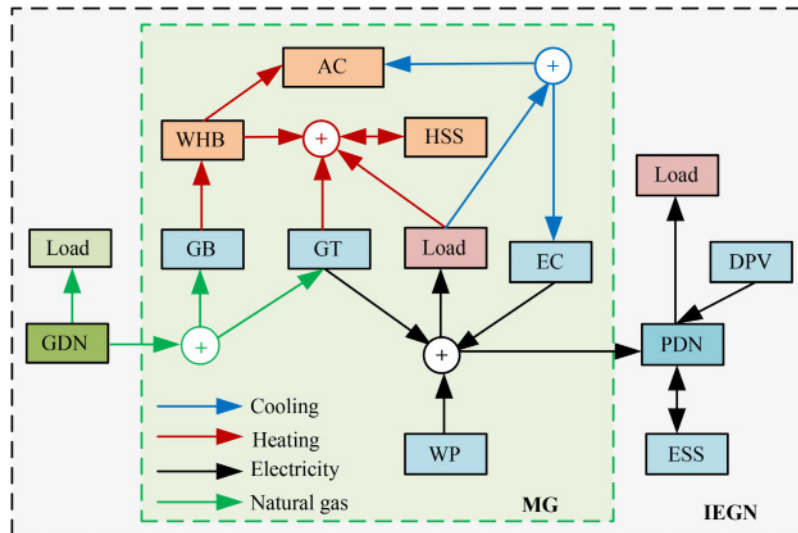 AC
+
WHB
+
HSS
Load
Load
GB
GT
Load
EC
DPV
GDN
+
+
PDN
Cooling
Heating
Electricity
Natural gas
WP
ESS
MG
IEGN